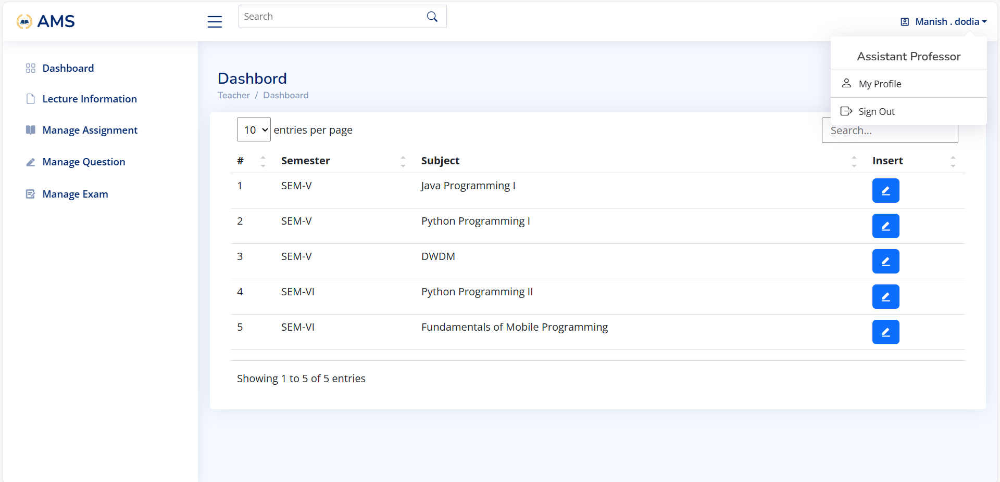 AMS
Search
Manish . dodia
Assistant Professor
My Profile
Sign Out
Dashboard
Lecture Information
Manage Assignment
Manage Question
Manage Exam
Dashbord
Teacher / Dashboard
10 entries per page
Search...
# Semester Subject Insert
1 SEM-V Java Programming I
2 SEM-V Python Programming I
3 SEM-V DWDM
4 SEM-VI Python Programming II
5 SEM-VI Fundamentals of Mobile Programming
Showing 1 to 5 of 5 entries